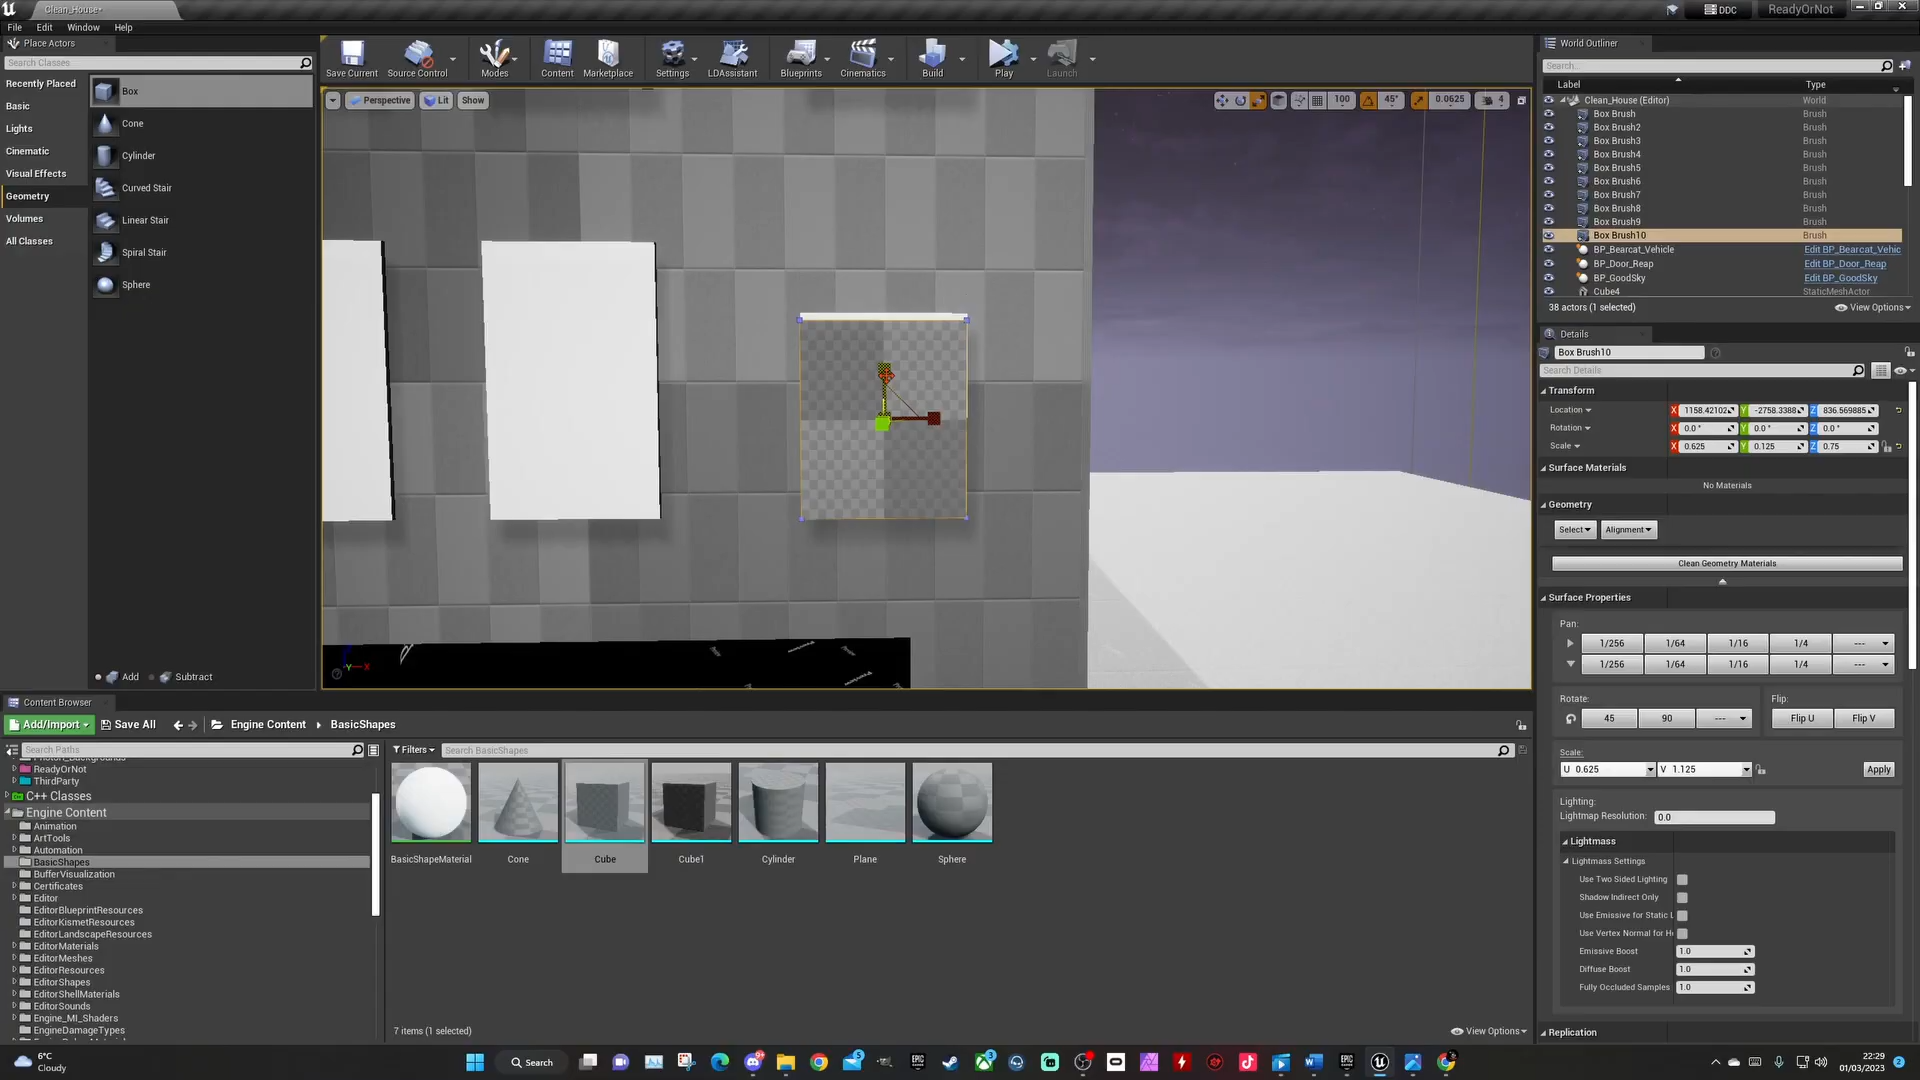 Clean_House*
DDC
ReadyOrNot
File Edit Window Help
Place Actors
Search Classes
Recently Placed
Basic
Lights
Cinematic
Visual Effects
Geometry
Volumes
All Classes
Box
Cone
Cylinder
Curved Stair
Linear Stair
Spiral Stair
Sphere
Add Subtract
Save Current Source Control Modes Content Marketplace Settings LDAssistant Blueprints Cinematics Build Play Launch
Perspective Lit Show
100 45° 0.0625 4
World Outliner
Search...
Label Type
Clean_House (Editor) World
Box Brush Brush
Box Brush2 Brush
Box Brush3 Brush
Box Brush4 Brush
Box Brush5 Brush
Box Brush6 Brush
Box Brush7 Brush
Box Brush8 Brush
Box Brush9 Brush
Box Brush10 Brush
BP_Bearcat_Vehicle Edit BP_Bearcat_Vehic
BP_Door_Reap Edit BP_Door_Reap
BP_GoodSky Edit BP_GoodSky
Cube4 StaticMeshActor
38 actors (1 selected) View Options
Details
Box Brush10
Search Details
Transform
Location X 1158.42102 Y -2758.3388 Z 836.569885
Rotation X 0.0 ° Y 0.0 ° Z 0.0 °
Scale X 0.625 Y 0.125 Z 0.75
Surface Materials
No Materials
Geometry
Select Alignment
Clean Geometry Materials
Surface Properties
Pan:
1/256 1/64 1/16 1/4 ---
1/256 1/64 1/16 1/4 ---
Rotate: Flip:
45 90 --- Flip U Flip V
Scale:
U 0.625 V 1.125 Apply
Lighting:
Lightmap Resolution: 0.0
Lightmass
Lightmass Settings
Use Two Sided Lighting
Shadow Indirect Only
Use Emissive for Static L
Use Vertex Normal for H
Emissive Boost 1.0
Diffuse Boost 1.0
Fully Occluded Samples 1.0
Replication
Content Browser
Add/Import Save All Engine Content BasicShapes
Search Paths
ReadyOrNot
ThirdParty
C++ Classes
Engine Content
Animation
ArtTools
Automation
BasicShapes
BufferVisualization
Certificates
Editor
EditorBlueprintResources
EditorKismetResources
EditorLandscapeResources
EditorMaterials
EditorMeshes
EditorResources
EditorShapes
EditorShellMaterials
EditorSounds
Engine_MI_Shaders
EngineDamageTypes
Filters Search BasicShapes
BasicShapeMaterial Cone Cube Cube1 Cylinder Plane Sphere
7 items (1 selected) View Options
6°C
Cloudy
Search
22:29
01/03/2023